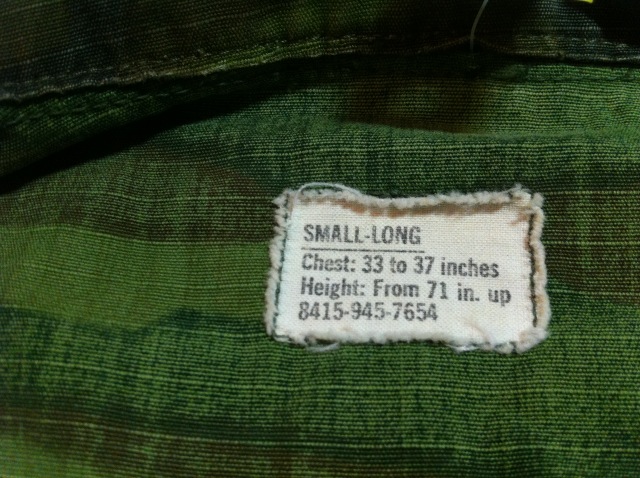 SMALL-LONG
Chest: 33 to 37 inches
Height: From 71 in. up
8415-945-7654